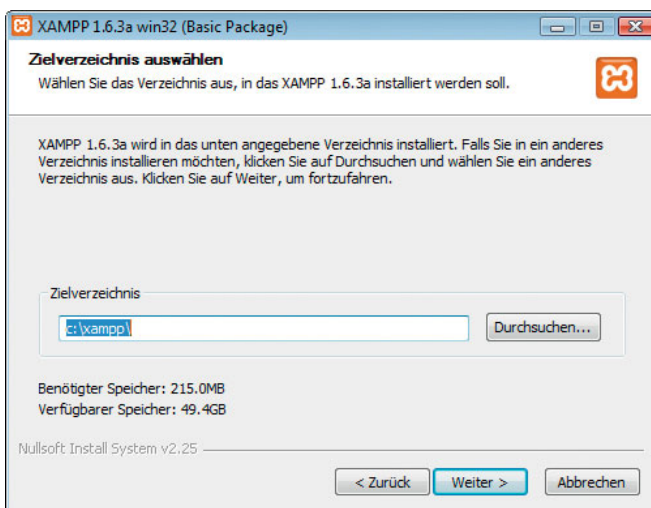 XAMPP 1.6.3a win32 (Basic Package)
Zielverzeichnis auswählen
Wählen Sie das Verzeichnis aus, in das XAMPP 1.6.3a installiert werden soll.
XAMPP 1.6.3a wird in das unten angegebene Verzeichnis installiert. Falls Sie in ein anderes
Verzeichnis installieren möchten, klicken Sie auf Durchsuchen und wählen Sie ein anderes
Verzeichnis aus. Klicken Sie auf Weiter, um fortzufahren.
Zielverzeichnis
c:\xampp\
Durchsuchen...
Benötigter Speicher: 215.0MB
Verfügbarer Speicher: 49.4GB
Nullsoft Install System v2.25
< Zurück
Weiter >
Abbrechen